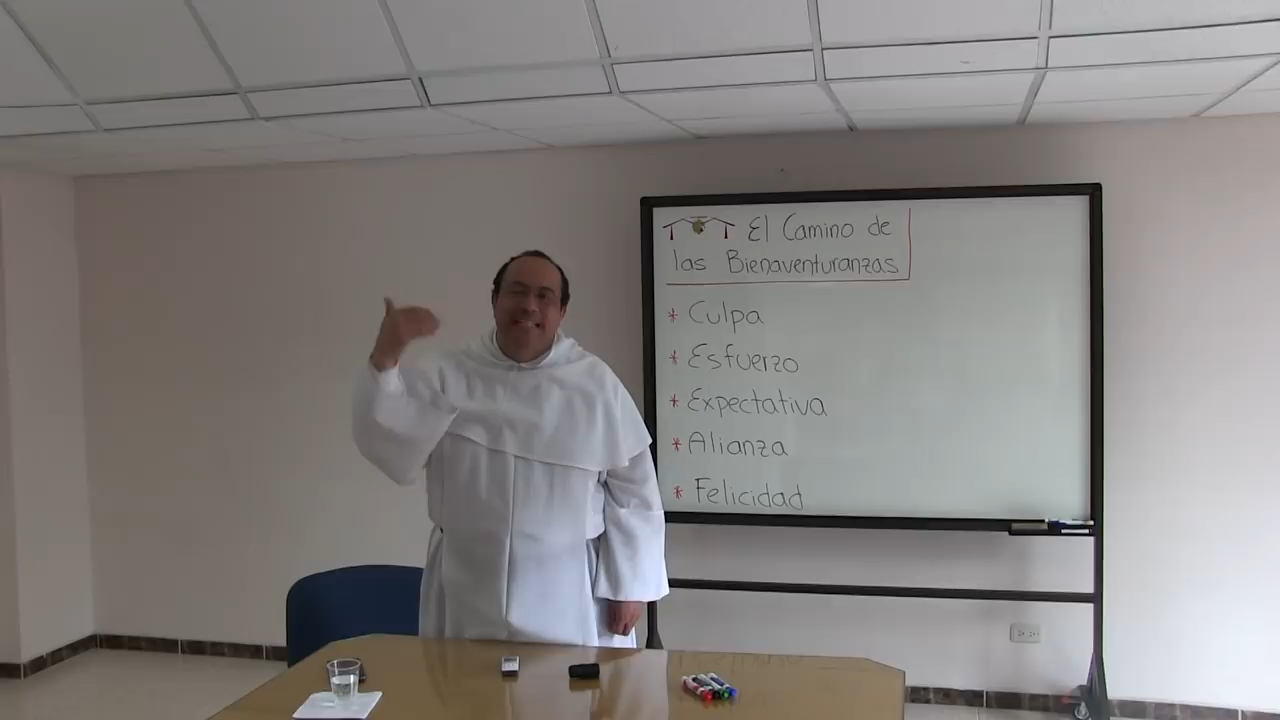 El Camino de
las Bienaventuranzas
* Culpa
* Esfuerzo
* Expectativa
* Alianza
* Felicidad